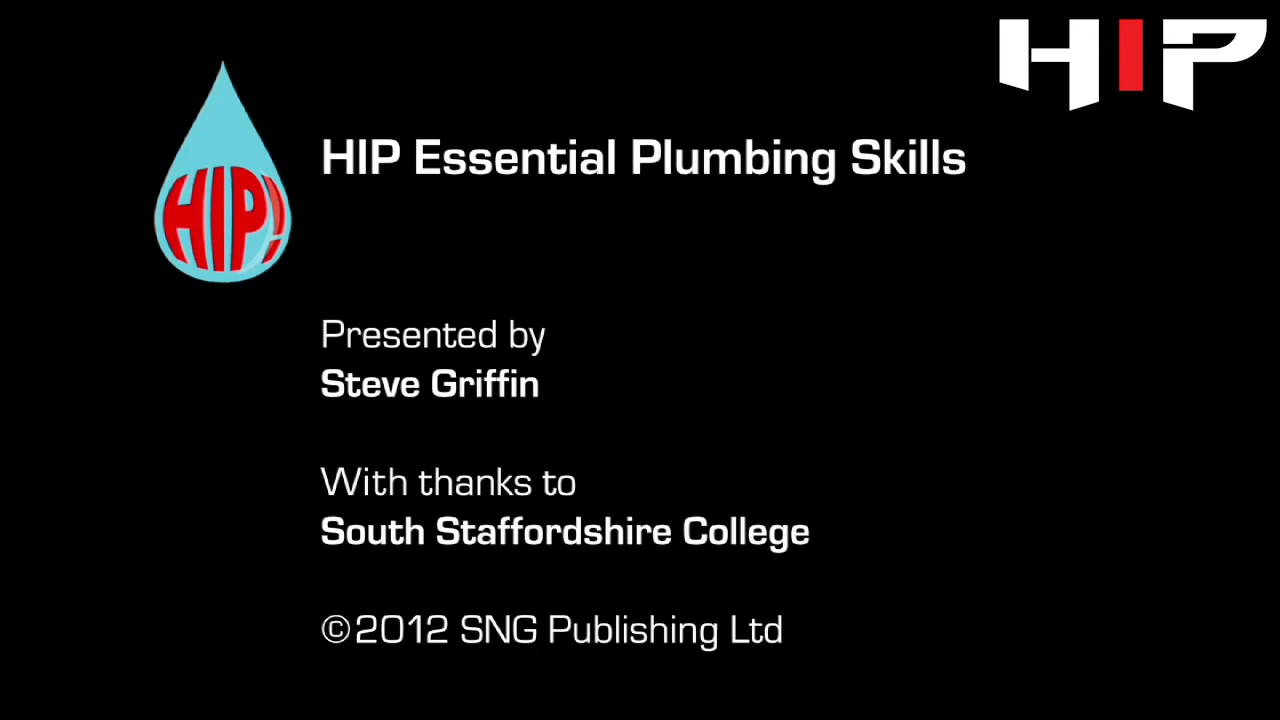 HIP
HIP!
HIP Essential Plumbing Skills
Presented by
Steve Griffin
With thanks to
South Staffordshire College
©2012 SNG Publishing Ltd